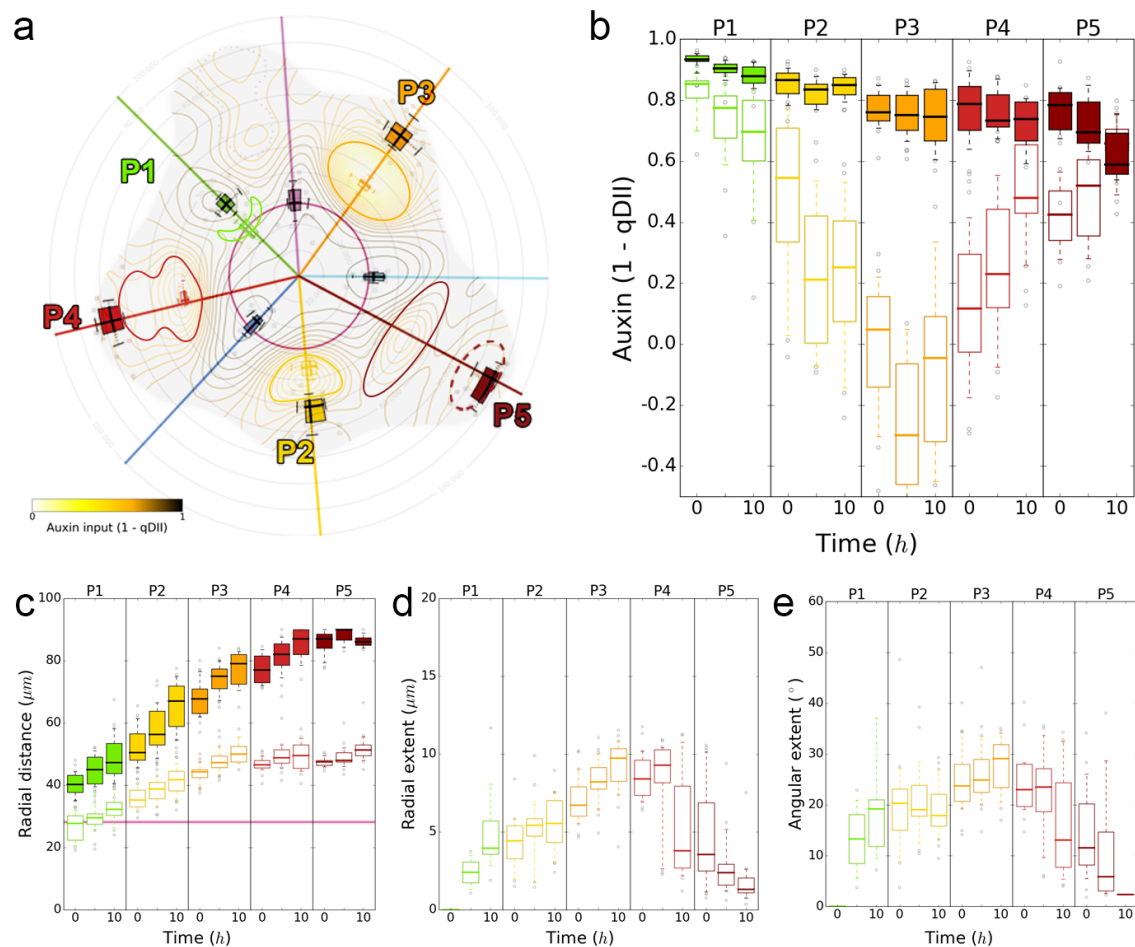 a
P3
P1
P4
P2
P5
0
1
Auxin input (1 - qDII)
b
P1 P2 P3 P4 P5
1.0
0.8
0.6
0.4
0.2
0.0
-0.2
-0.4
Auxin (1 - qDII)
0 10 0 10 0 10 0 10 0 10
Time (h)
c
P1 P2 P3 P4 P5
100
80
60
40
20
0
Radial distance (μm)
0 10 0 10 0 10 0 10 0 10
Time (h)
d
P1 P2 P3 P4 P5
20
15
10
5
0
Radial extent (μm)
0 10 0 10 0 10 0 10 0 10
Time (h)
e
P1 P2 P3 P4 P5
60
50
40
30
20
10
0
Angular extent (°)
0 10 0 10 0 10 0 10 0 10
Time (h)